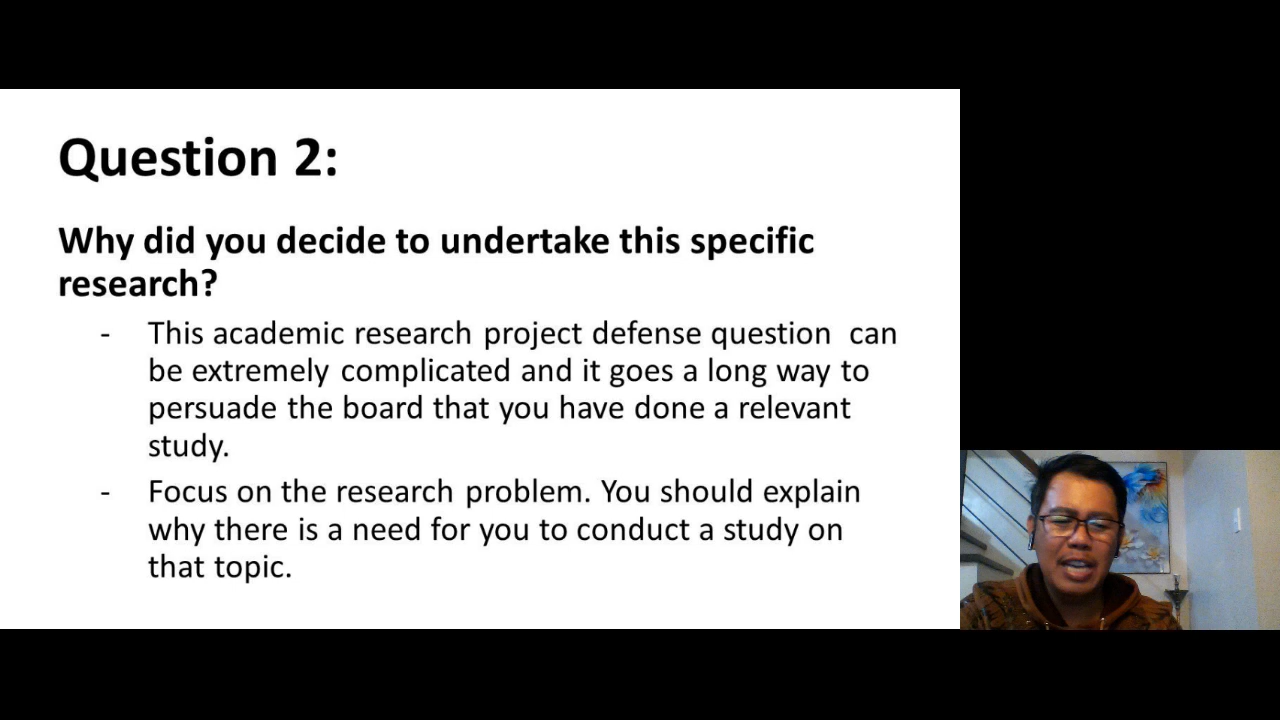 Question 2:
Why did you decide to undertake this specific
research?
- This academic research project defense question can
be extremely complicated and it goes a long way to
persuade the board that you have done a relevant
study.
- Focus on the research problem. You should explain
why there is a need for you to conduct a study on
that topic.